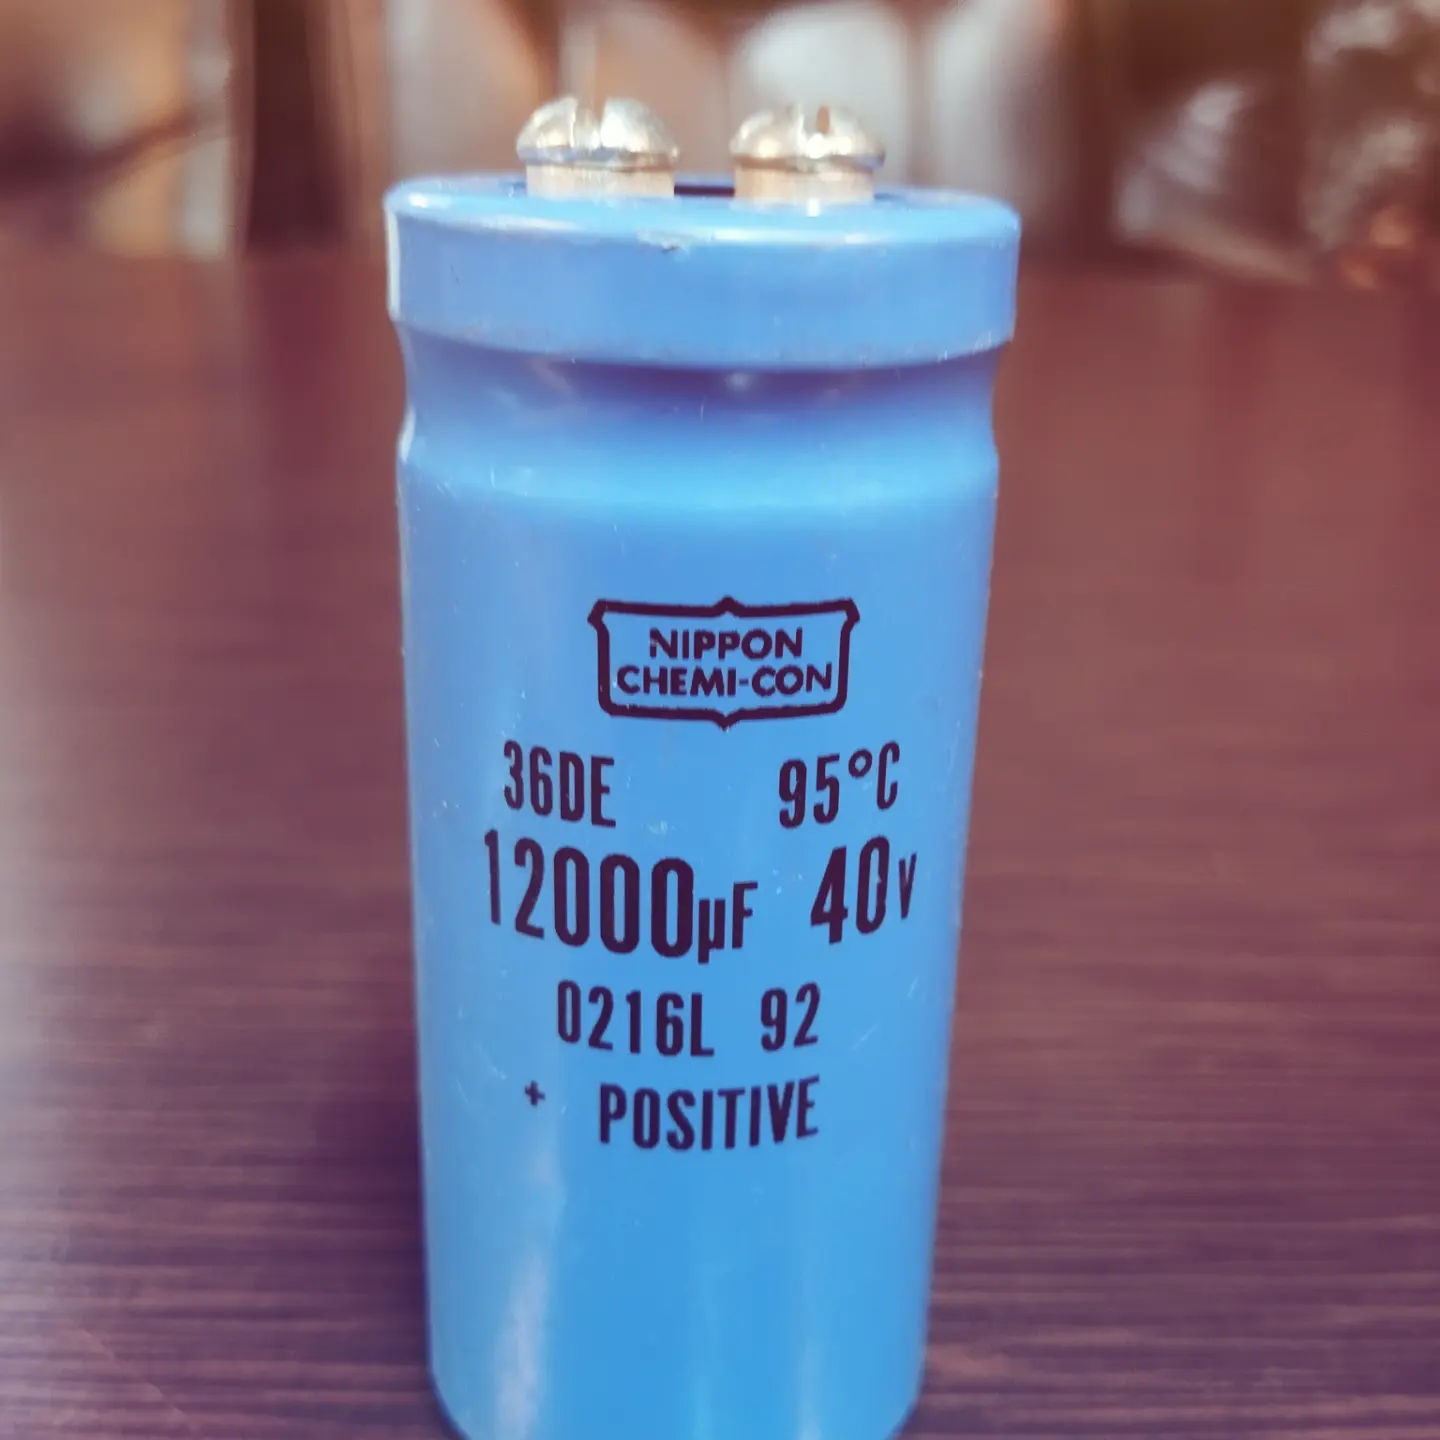 NIPPON
CHEMI-CON
36DE 95°C
12000µF 40V
0216L 92
+ POSITIVE